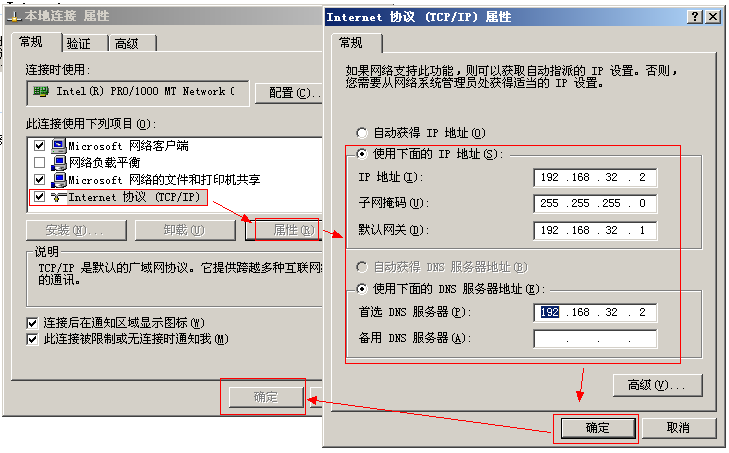 本地连接 属性
常规 验证 高级
连接时使用:
Intel(R) PRO/1000 MT Network C
配置(C)...
此连接使用下列项目(O):
Microsoft 网络客户端
网络负载平衡
Microsoft 网络的文件和打印机共享
Internet 协议 (TCP/IP)
安装(N)... 卸载(U) 属性(R)
说明
TCP/IP 是默认的广域网协议。它提供跨越多种互联网
的通讯。
连接后在通知区域显示图标(W)
此连接被限制或无连接时通知我(M)
确定
Internet 协议 (TCP/IP) 属性
常规
如果网络支持此功能，则可以获取自动指派的 IP 设置。否则，
您需要从网络系统管理员处获得适当的 IP 设置。
自动获得 IP 地址(O)
使用下面的 IP 地址(S):
IP 地址(I): 192 .168 .32 .2
子网掩码(U): 255 .255 .255 .0
默认网关(D): 192 .168 .32 .1
自动获得 DNS 服务器地址(B)
使用下面的 DNS 服务器地址(E):
首选 DNS 服务器(P): 192 .168 .32 .2
备用 DNS 服务器(A): . . .
高级(V)...
确定 取消